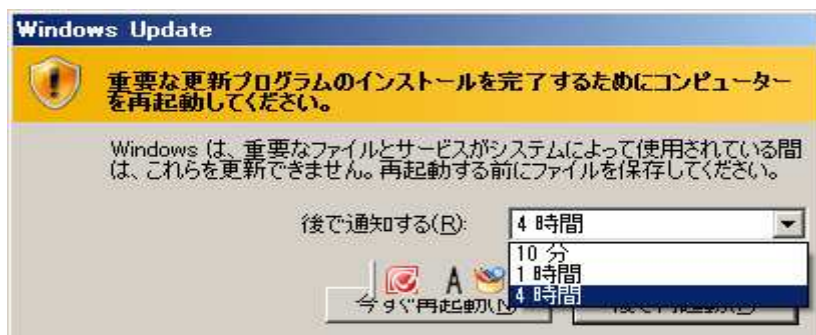 Windows Update
重要な更新プログラムのインストールを完了するためにコンピューター
を再起動してください。
Windows は、重要なファイルとサービスがシステムによって使用されている間
は、これらを更新できません。再起動する前にファイルを保存してください。
後で通知する(R):
4 時間
10 分
1 時間
4 時間
A
今すぐ再起動(N)